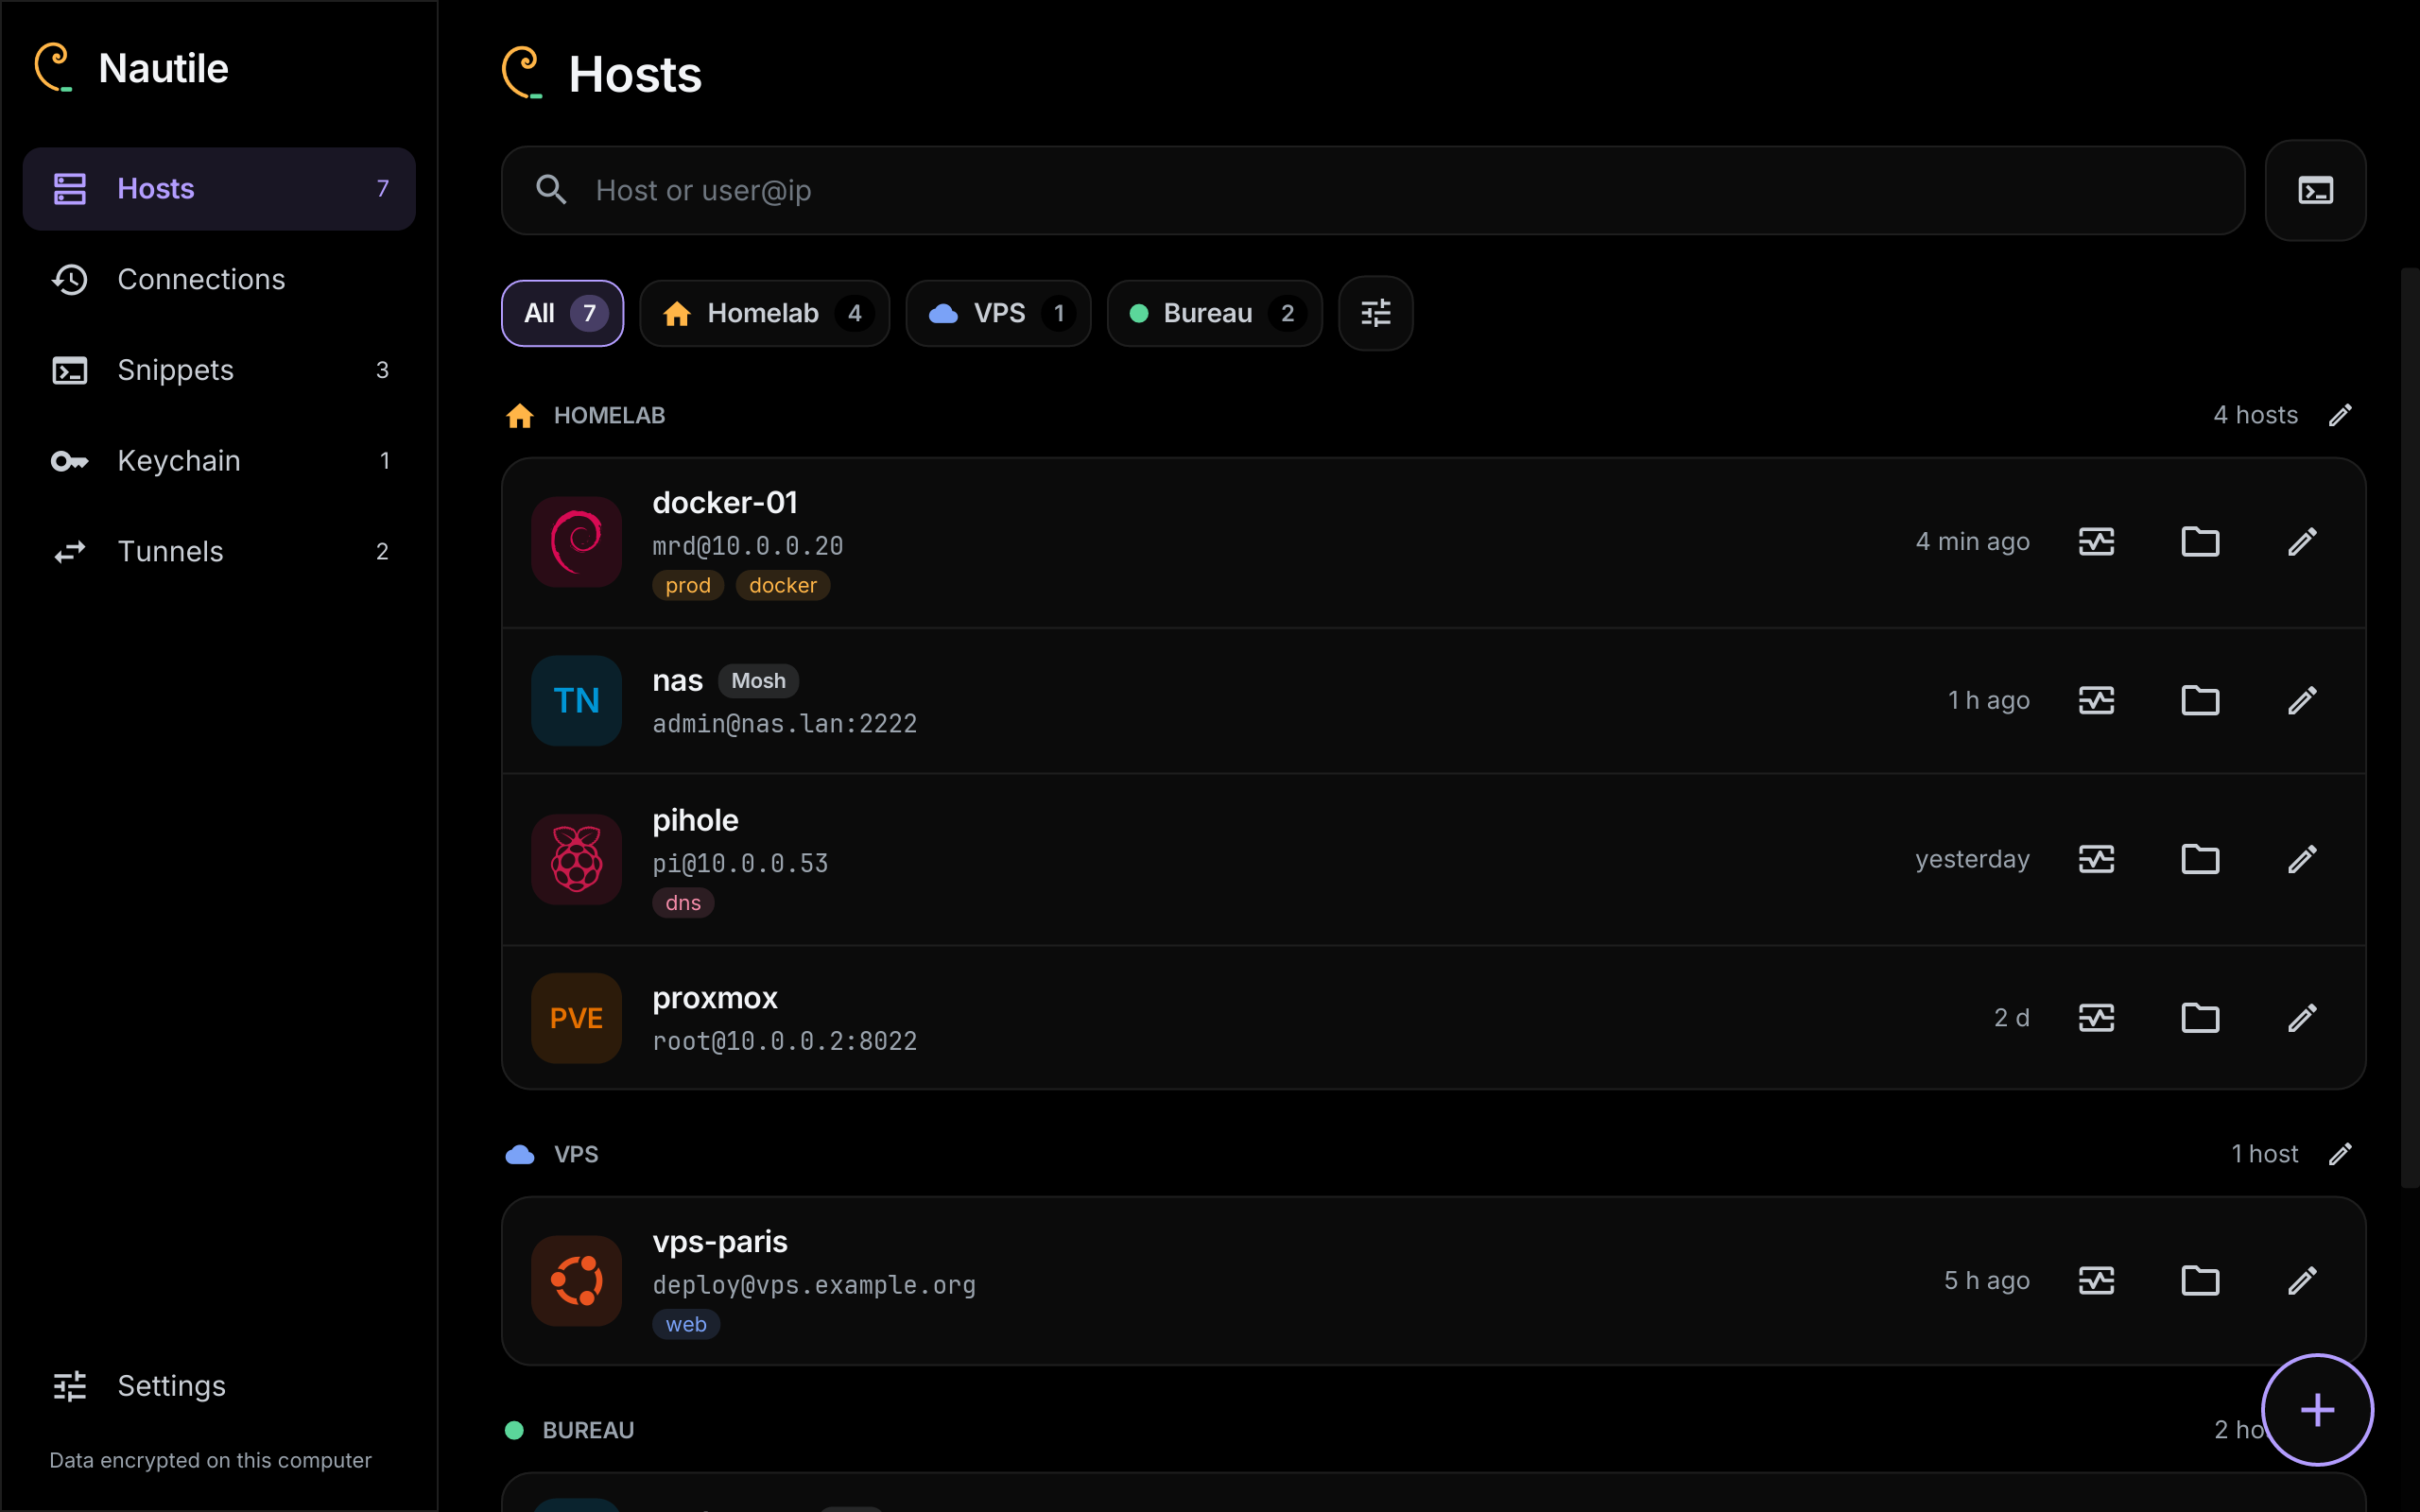 Nautile
Hosts 7
Connections
Snippets 3
Keychain 1
Tunnels 2
Settings
Data encrypted on this computer
Hosts
Host or user@ip
All 7 Homelab 4 VPS 1 Bureau 2
HOMELAB 4 hosts
docker-01
mrd@10.0.0.20
prod docker
4 min ago
TN
nas Mosh
admin@nas.lan:2222
1 h ago
pihole
pi@10.0.0.53
dns
yesterday
PVE
proxmox
root@10.0.0.2:8022
2 d
VPS 1 host
vps-paris
deploy@vps.example.org
web
5 h ago
BUREAU 2